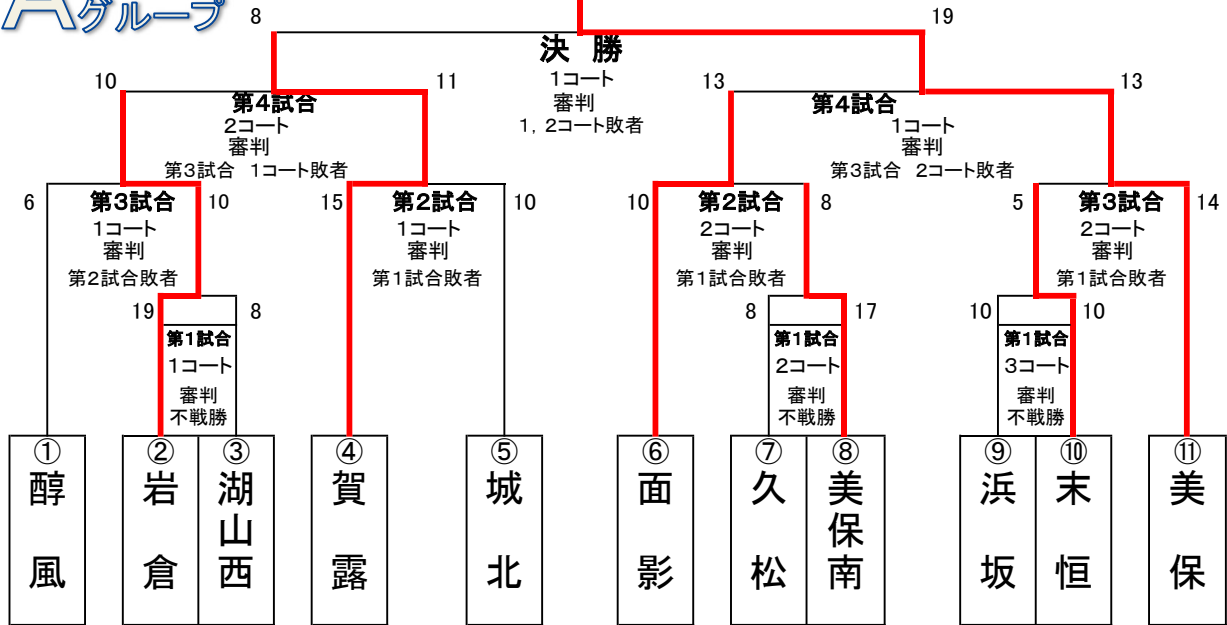 Aグループ
8
19
決勝
1コート
審判
1，2コート敗者
10
11
第4試合
2コート
審判
第3試合 1コート敗者
13
13
第4試合
1コート
審判
第3試合 2コート敗者
6
第3試合
10
1コート
審判
第2試合敗者
15
第2試合
10
1コート
審判
第1試合敗者
10
第2試合
8
2コート
審判
第1試合敗者
5
第3試合
14
2コート
審判
第1試合敗者
19
8
第1試合
1コート
審判
不戦勝
8
17
第1試合
2コート
審判
不戦勝
10
10
第1試合
3コート
審判
不戦勝
①
醇風
②
岩倉
③
湖山西
④
賀露
⑤
城北
⑥
面影
⑦
久松
⑧
美保南
⑨
浜坂
⑩
末恒
⑪
美保